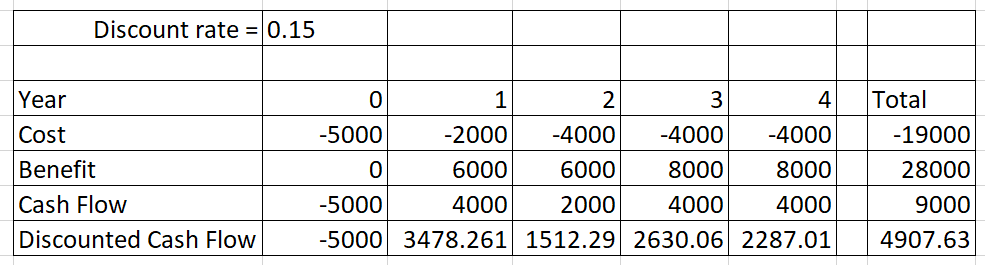 Discount rate = 0.15
Year 0 1 2 3 4 Total
Cost -5000 -2000 -4000 -4000 -4000 -19000
Benefit 0 6000 6000 8000 8000 28000
Cash Flow -5000 4000 2000 4000 4000 9000
Discounted Cash Flow -5000 3478.261 1512.29 2630.06 2287.01 4907.63